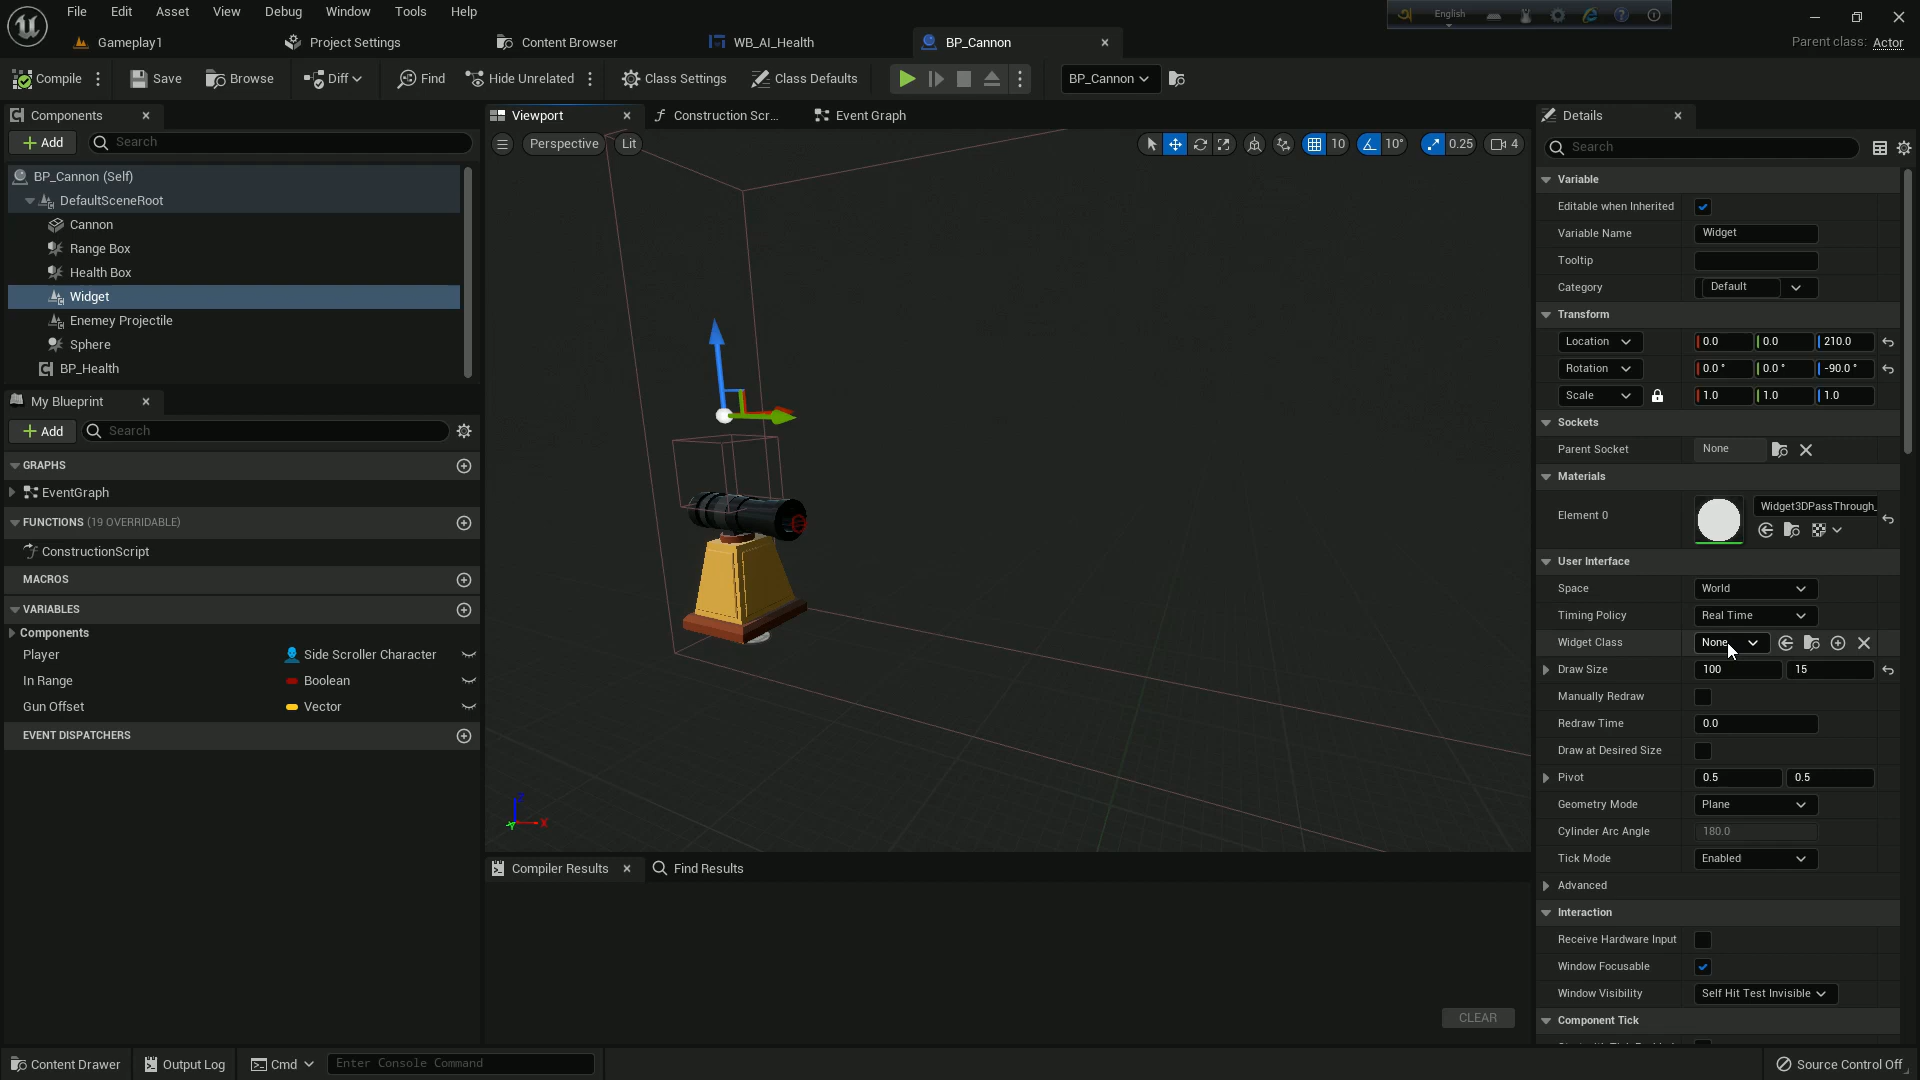 File Edit Asset View Debug Window Tools Help
English
Gameplay1 Project Settings Content Browser WB_AI_Health BP_Cannon
Parent class: Actor
Compile Save Browse Diff Find Hide Unrelated Class Settings Class Defaults BP_Cannon
Components
Add Search
BP_Cannon (Self)
DefaultSceneRoot
Cannon
Range Box
Health Box
Widget
Enemey Projectile
Sphere
BP_Health
My Blueprint
Add Search
GRAPHS
EventGraph
FUNCTIONS (19 OVERRIDABLE)
ConstructionScript
MACROS
VARIABLES
Components
Player Side Scroller Character
In Range Boolean
Gun Offset Vector
EVENT DISPATCHERS
Viewport Construction Scr... Event Graph
Perspective Lit 10 10° 0.25 4
Z
X
Y
Compiler Results Find Results
CLEAR
Details
Search
Variable
Editable when Inherited
Variable Name Widget
Tooltip
Category Default
Transform
Location 0.0 0.0 210.0
Rotation 0.0 ° 0.0 ° -90.0 °
Scale 1.0 1.0 1.0
Sockets
Parent Socket None
Materials
Element 0 Widget3DPassThrough_
User Interface
Space World
Timing Policy Real Time
Widget Class None
Draw Size 100 15
Manually Redraw
Redraw Time 0.0
Draw at Desired Size
Pivot 0.5 0.5
Geometry Mode Plane
Cylinder Arc Angle 180.0
Tick Mode Enabled
Advanced
Interaction
Receive Hardware Input
Window Focusable
Window Visibility Self Hit Test Invisible
Component Tick
Content Drawer Output Log Cmd Enter Console Command Source Control Off